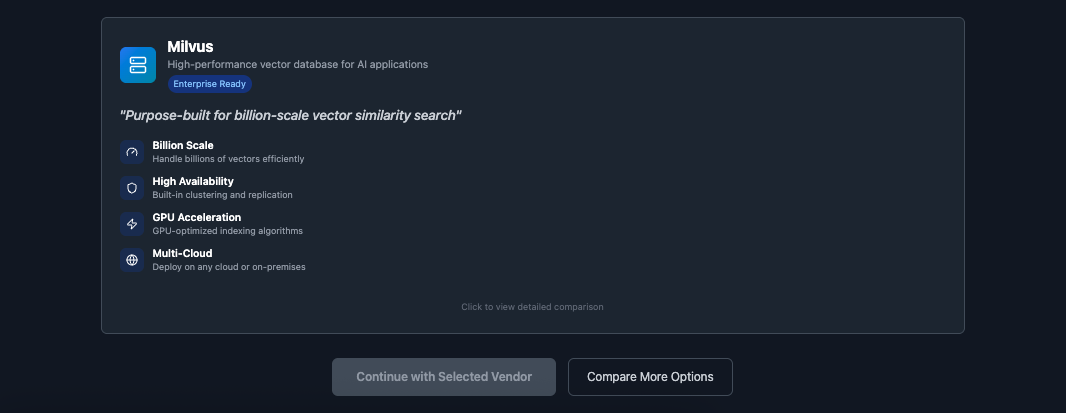 Milvus
High-performance vector database for AI applications
Enterprise Ready
"Purpose-built for billion-scale vector similarity search"
Billion Scale
Handle billions of vectors efficiently
High Availability
Built-in clustering and replication
GPU Acceleration
GPU-optimized indexing algorithms
Multi-Cloud
Deploy on any cloud or on-premises
Click to view detailed comparison
Continue with Selected Vendor
Compare More Options